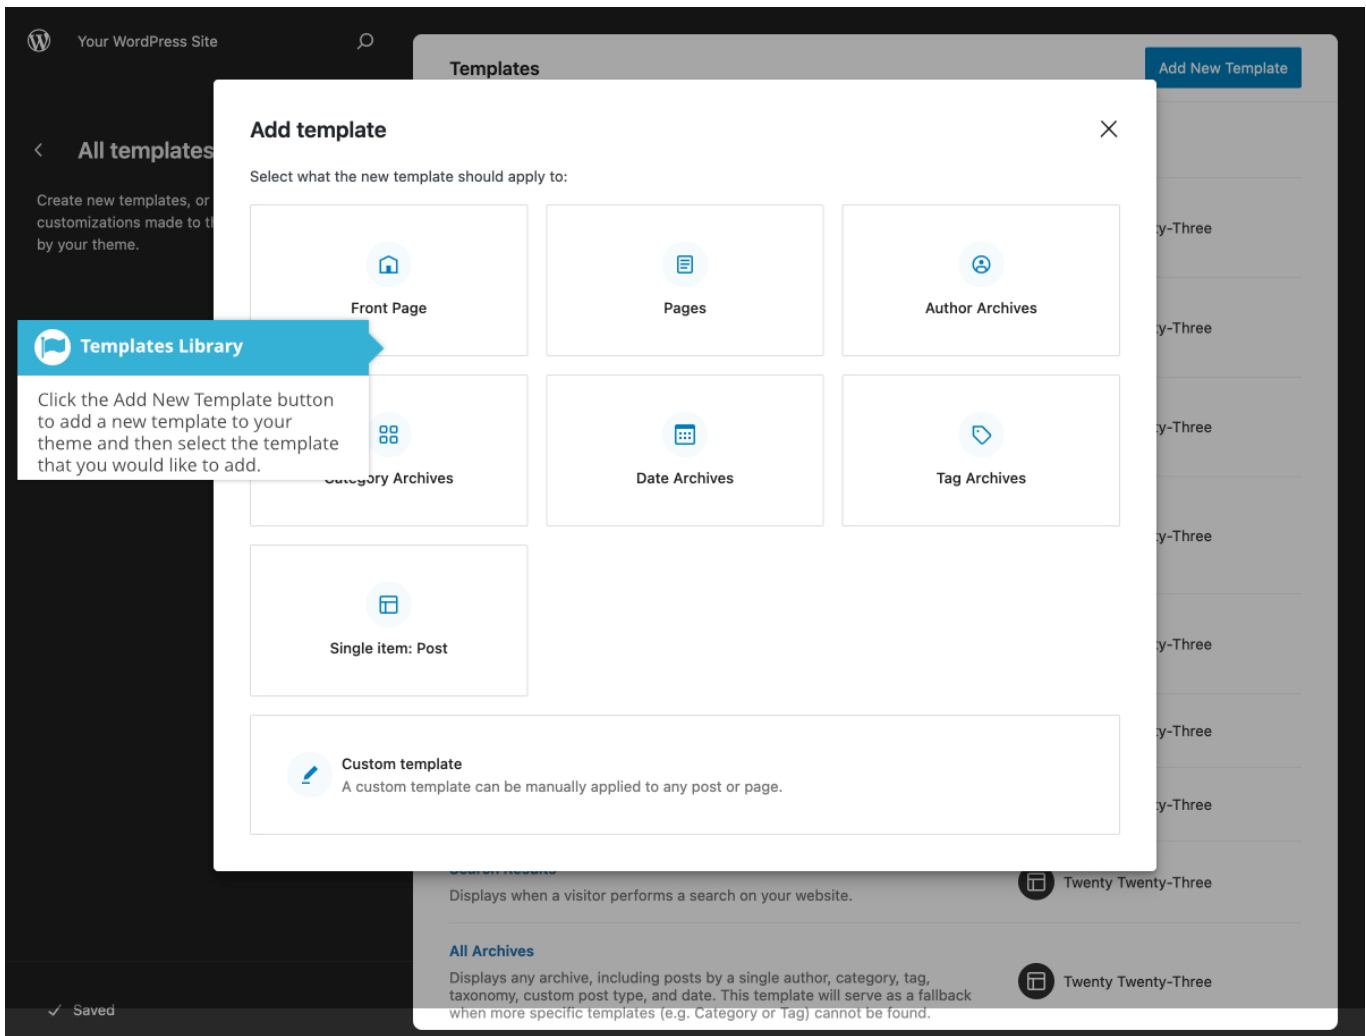 Your WordPress Site
Templates
Add New Template
All templates
Create new templates, or
customizations made to t
by your theme.
Add template
Select what the new template should apply to:
Front Page
Pages
Author Archives
Templates Library
Click the Add New Template button
to add a new template to your
theme and then select the template
that you would like to add.
Category Archives
Date Archives
Tag Archives
Single item: Post
Custom template
A custom template can be manually applied to any post or page.
y-Three
y-Three
y-Three
y-Three
y-Three
y-Three
y-Three
Search Results
Displays when a visitor performs a search on your website.
Twenty Twenty-Three
All Archives
Displays any archive, including posts by a single author, category, tag,
taxonomy, custom post type, and date. This template will serve as a fallback
when more specific templates (e.g. Category or Tag) cannot be found.
Twenty Twenty-Three
Saved